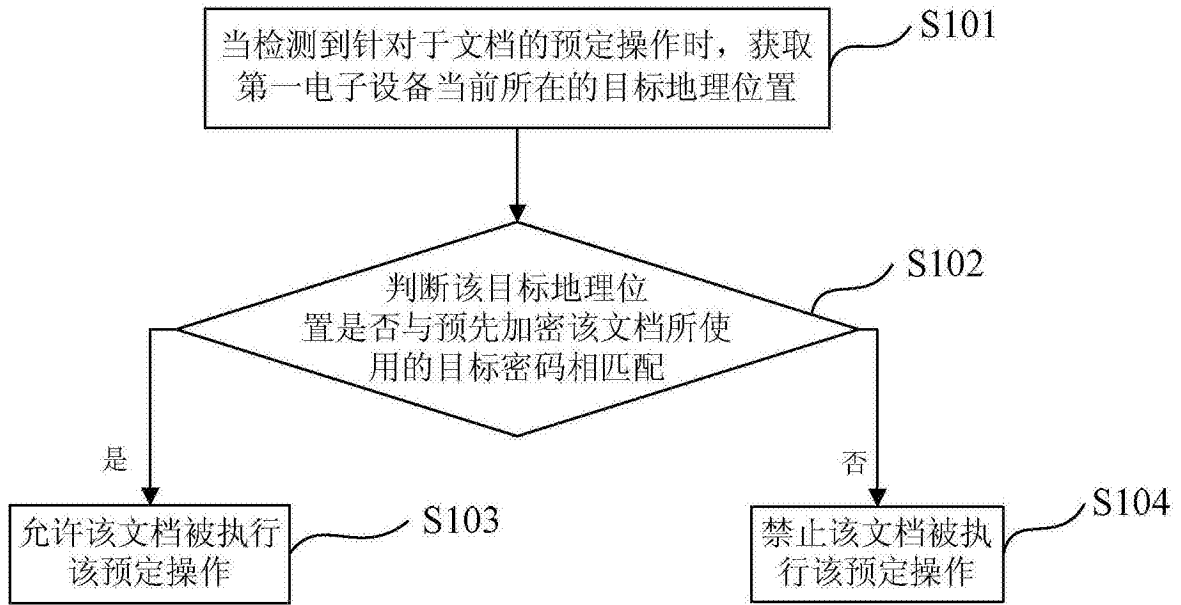 当检测到针对于文档的预定操作时，获取
第一电子设备当前所在的目标地理位置
S101
判断该目标地理位
置是否与预先加密该文档所使
用的目标密码相匹配
S102
是
否
允许该文档被执行
该预定操作
S103
禁止该文档被执
行该预定操作
S104